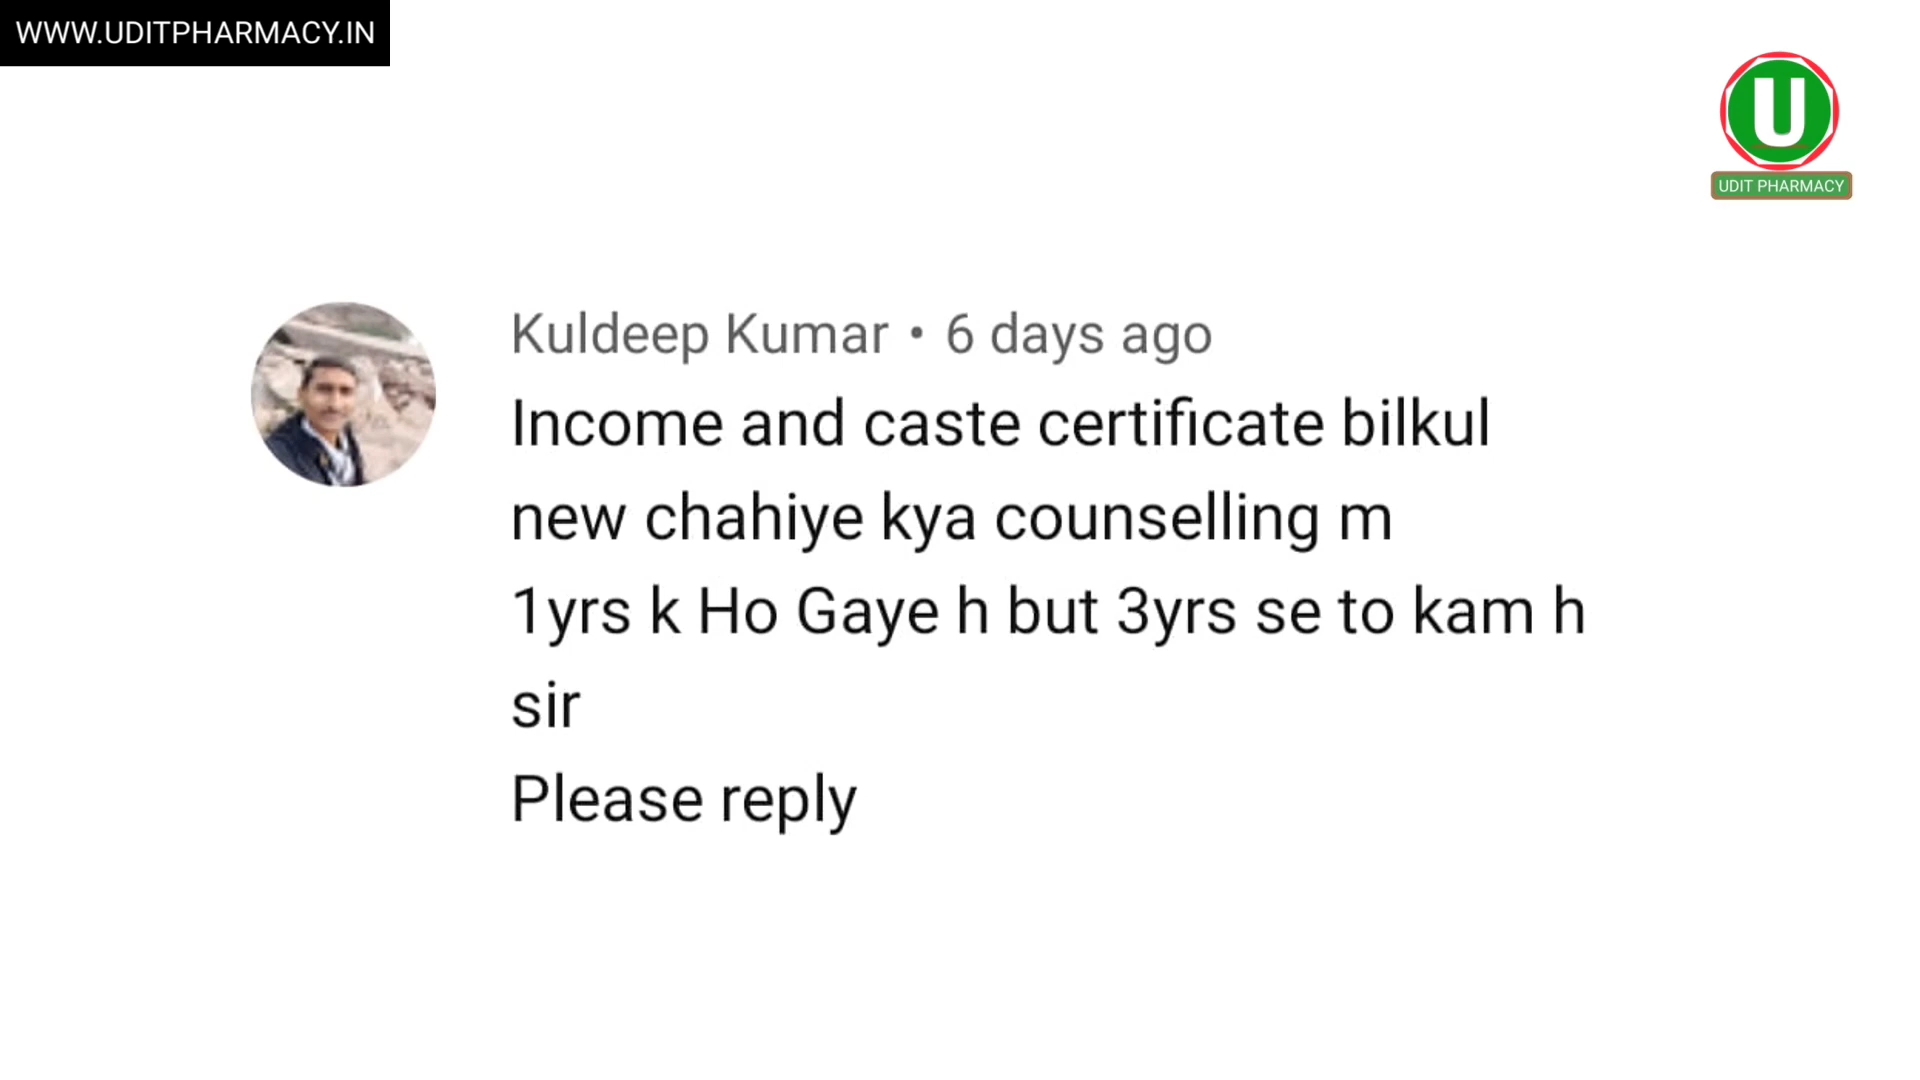 WWW.UDITPHARMACY.IN
U
UDIT PHARMACY
Kuldeep Kumar • 6 days ago
Income and caste certificate bilkul
new chahiye kya counselling m
1yrs k Ho Gaye h but 3yrs se to kam h
sir
Please reply